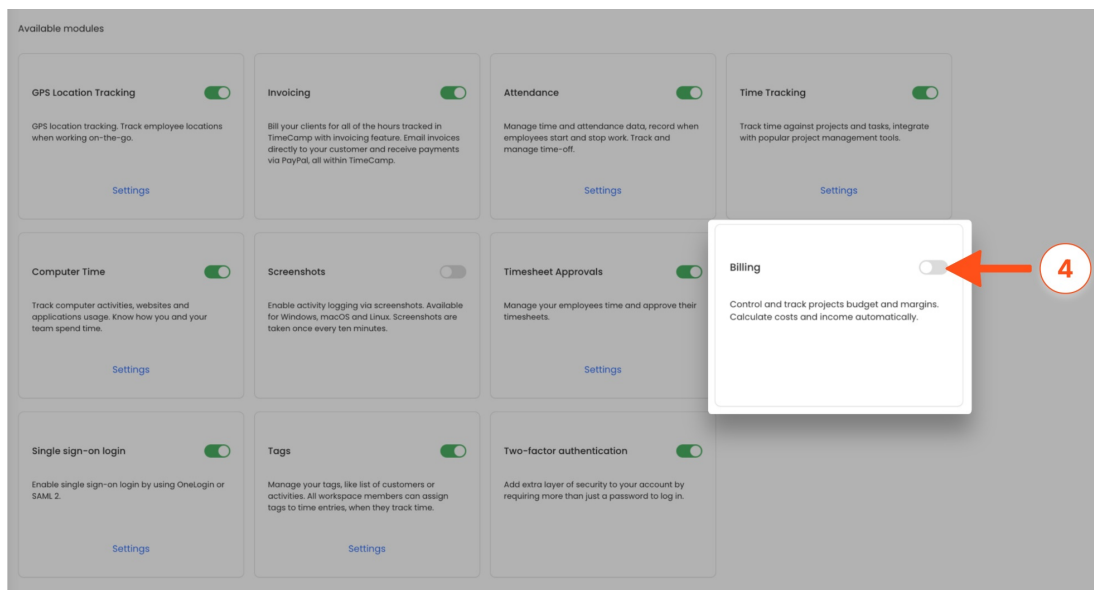 Available modules
GPS Location Tracking
GPS location tracking. Track employee locations
when working on-the-go.
Settings
Invoicing
Bill your clients for all of the hours tracked in
TimeCamp with invoicing feature. Email invoices
directly to your customer and receive payments
via PayPal, all within TimeCamp.
Attendance
Manage time and attendance data, record when
employees start and stop work. Track and
manage time-off.
Settings
Time Tracking
Track time against projects and tasks, integrate
with popular project management tools.
Settings
Computer Time
Track computer activities, websites and
applications usage. Know how you and your
team spend time.
Settings
Screenshots
Enable activity logging via screenshots. Available
for Windows, macOS and Linux. Screenshots are
taken once every ten minutes.
Timesheet Approvals
Manage your employees time and approve their
timesheets.
Settings
Billing
Control and track projects budget and margins.
Calculate costs and income automatically.
4
Single sign-on login
Enable single sign-on login by using OneLogin or
SAML 2.
Settings
Tags
Manage your tags, like list of customers or
activities. All workspace members can assign
tags to time entries, when they track time.
Settings
Two-factor authentication
Add extra layer of security to your account by
requiring more than just a password to log in.